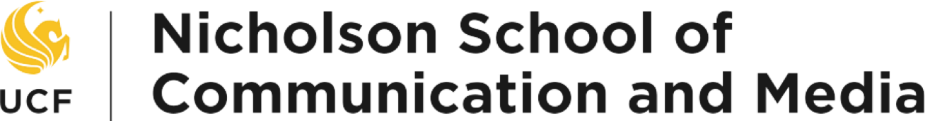 UCF
Nicholson School of
Communication and Media